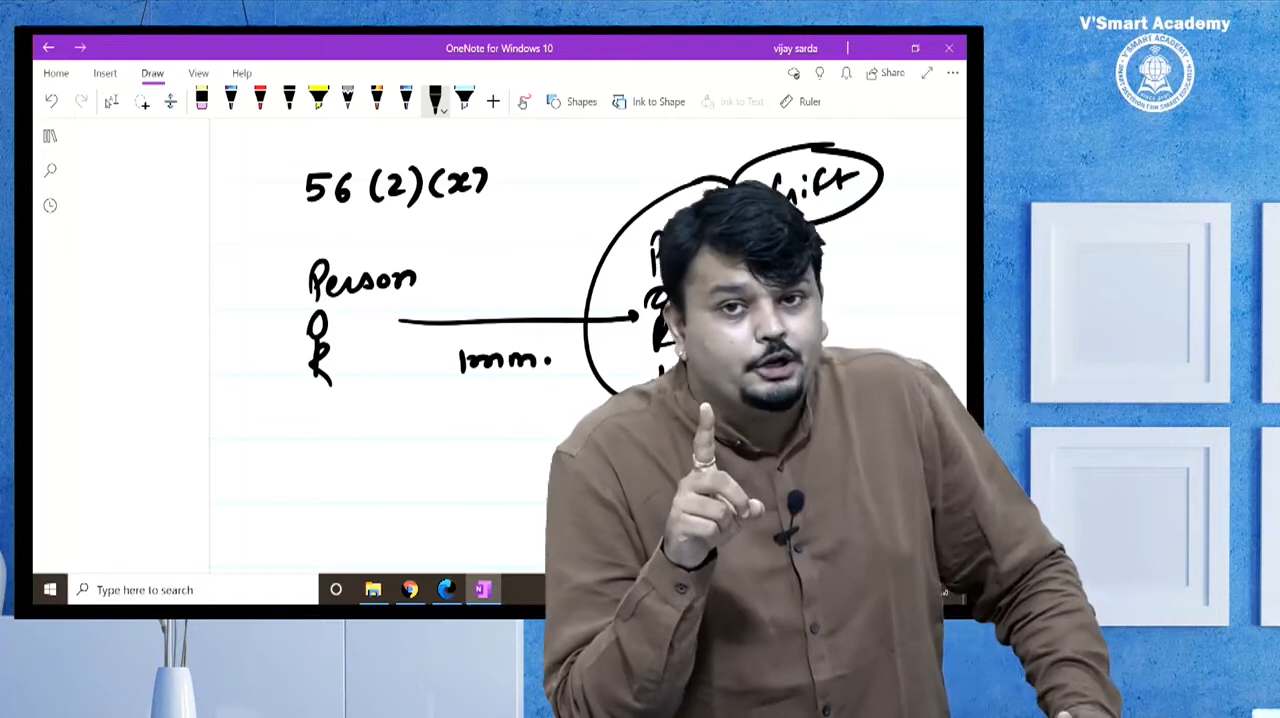 V'Smart Academy
OneNote for Windows 10
vijay sarda
Home Insert Draw View Help
Share
Shapes Ink to Shape Ink to Text Ruler
56 (2)(x)
Gift
Person
R
Imm.
Type here to search